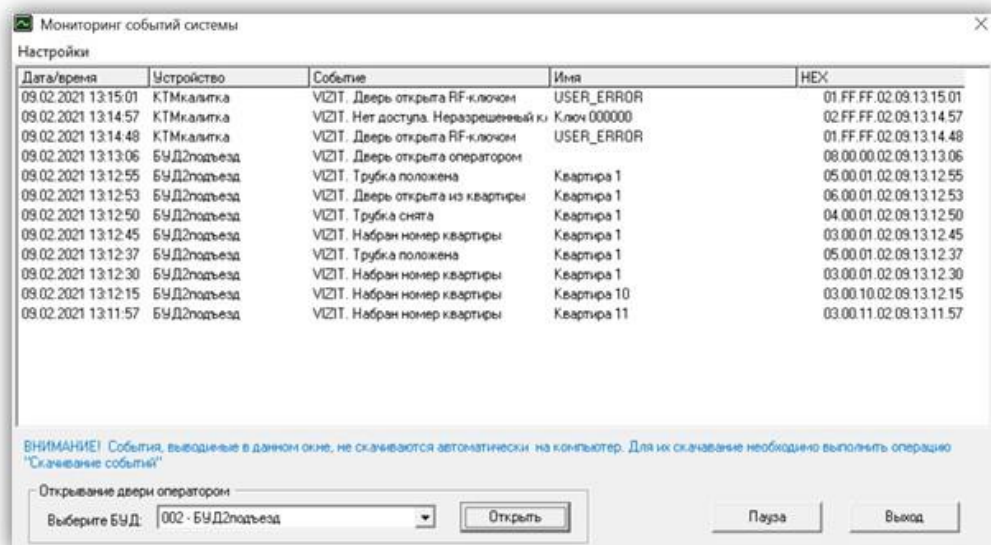 Мониторинг событий системы
Настройки
Дата/время Устройство Событие Имя HEX
09.02.2021 13:15:01 КТМкалитка VIZIT. Дверь открыта RF-ключом USER_ERROR 01.FF.FF.02.09.13.15.01
09.02.2021 13:14:57 КТМкалитка VIZIT. Нет доступа. Неразрешенный к Ключ 000000 02.FF.FF.02.09.13.14.57
09.02.2021 13:14:48 КТМкалитка VIZIT. Дверь открыта RF-ключом USER_ERROR 01.FF.FF.02.09.13.14.48
09.02.2021 13:13:06 БУД2подъезд VIZIT. Дверь открыта оператором 08.00.00.02.09.13.13.06
09.02.2021 13:12:55 БУД2подъезд VIZIT. Трубка положена Квартира 1 05.00.01.02.09.13.12.55
09.02.2021 13:12:53 БУД2подъезд VIZIT. Дверь открыта из квартиры Квартира 1 06.00.01.02.09.13.12.53
09.02.2021 13:12:50 БУД2подъезд VIZIT. Трубка снята Квартира 1 04.00.01.02.09.13.12.50
09.02.2021 13:12:45 БУД2подъезд VIZIT. Набран номер квартиры Квартира 1 03.00.01.02.09.13.12.45
09.02.2021 13:12:37 БУД2подъезд VIZIT. Трубка положена Квартира 1 05.00.01.02.09.13.12.37
09.02.2021 13:12:30 БУД2подъезд VIZIT. Набран номер квартиры Квартира 1 03.00.01.02.09.13.12.30
09.02.2021 13:12:15 БУД2подъезд VIZIT. Набран номер квартиры Квартира 10 03.00.10.02.09.13.12.15
09.02.2021 13:11:57 БУД2подъезд VIZIT. Набран номер квартиры Квартира 11 03.00.11.02.09.13.11.57
ВНИМАНИЕ! События, выводимые в данном окне, не скачиваются автоматически на компьютер. Для их скачавание необходимо выполнить операцию
"Скачивание событий"
Открывание двери оператором
Выберите БУД: 002 - БУД2подъезд Открыть Пауза Выход